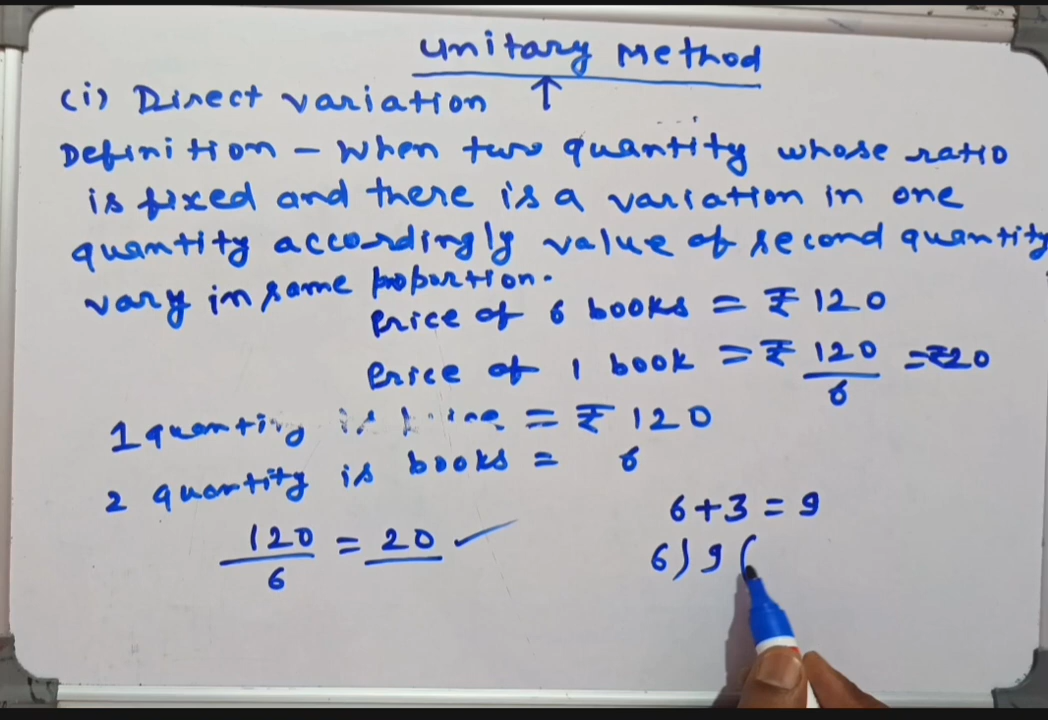 Unitary Method
(i) Direct variation ↑
Definition - When two quantity whose ratio
is fixed and there is a variation in one
quantity accordingly value of second quantity
vary in same proportion.
Price of 6 books = ₹ 120
Price of 1 book = ₹ 120/6 = ₹20
1 quantity is = ₹ 120
2 quantity is books = 6
120/6 = 20 ✓
6+3 = 9
6)9(